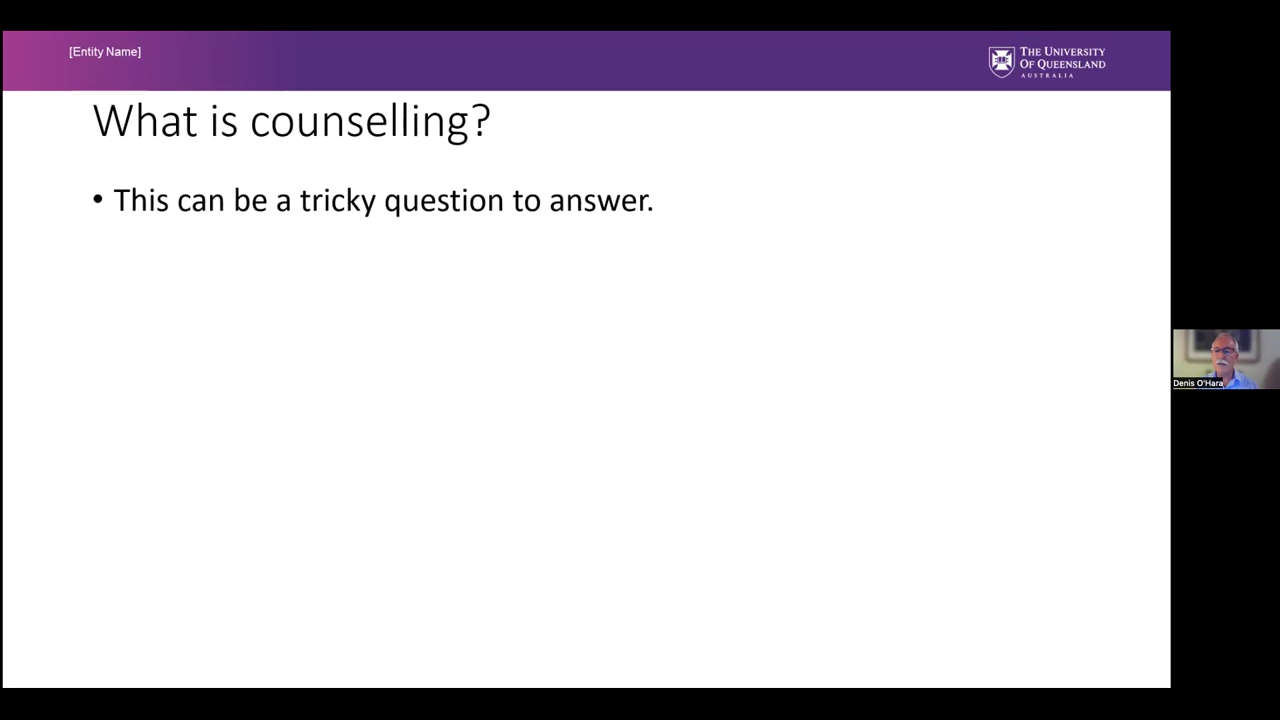 [Entity Name]
THE UNIVERSITY
OF QUEENSLAND
AUSTRALIA
What is counselling?
• This can be a tricky question to answer.
Denis O'Hara